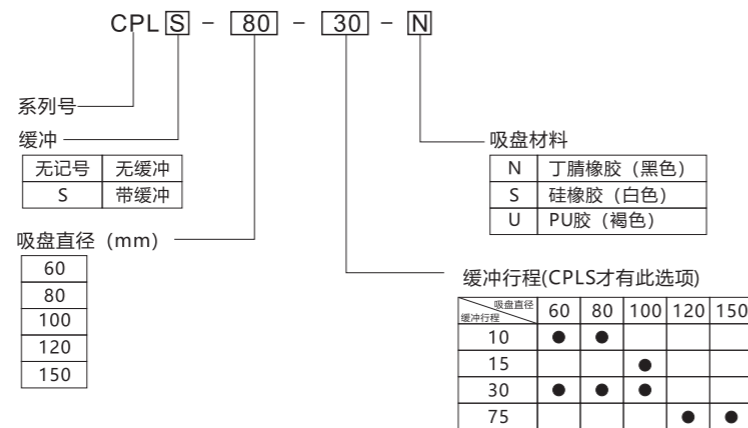 CPL S - 80 - 30 - N
系列号
缓冲
无记号 无缓冲
S 带缓冲
吸盘直径（mm）
60
80
100
120
150
吸盘材料
N 丁腈橡胶（黑色）
S 硅橡胶（白色）
U PU胶（褐色）
缓冲行程(CPLS才有此选项)
吸盘直径
缓冲行程 60 80 100 120 150
10 ● ●
15 ●
30 ● ● ●
75 ● ●